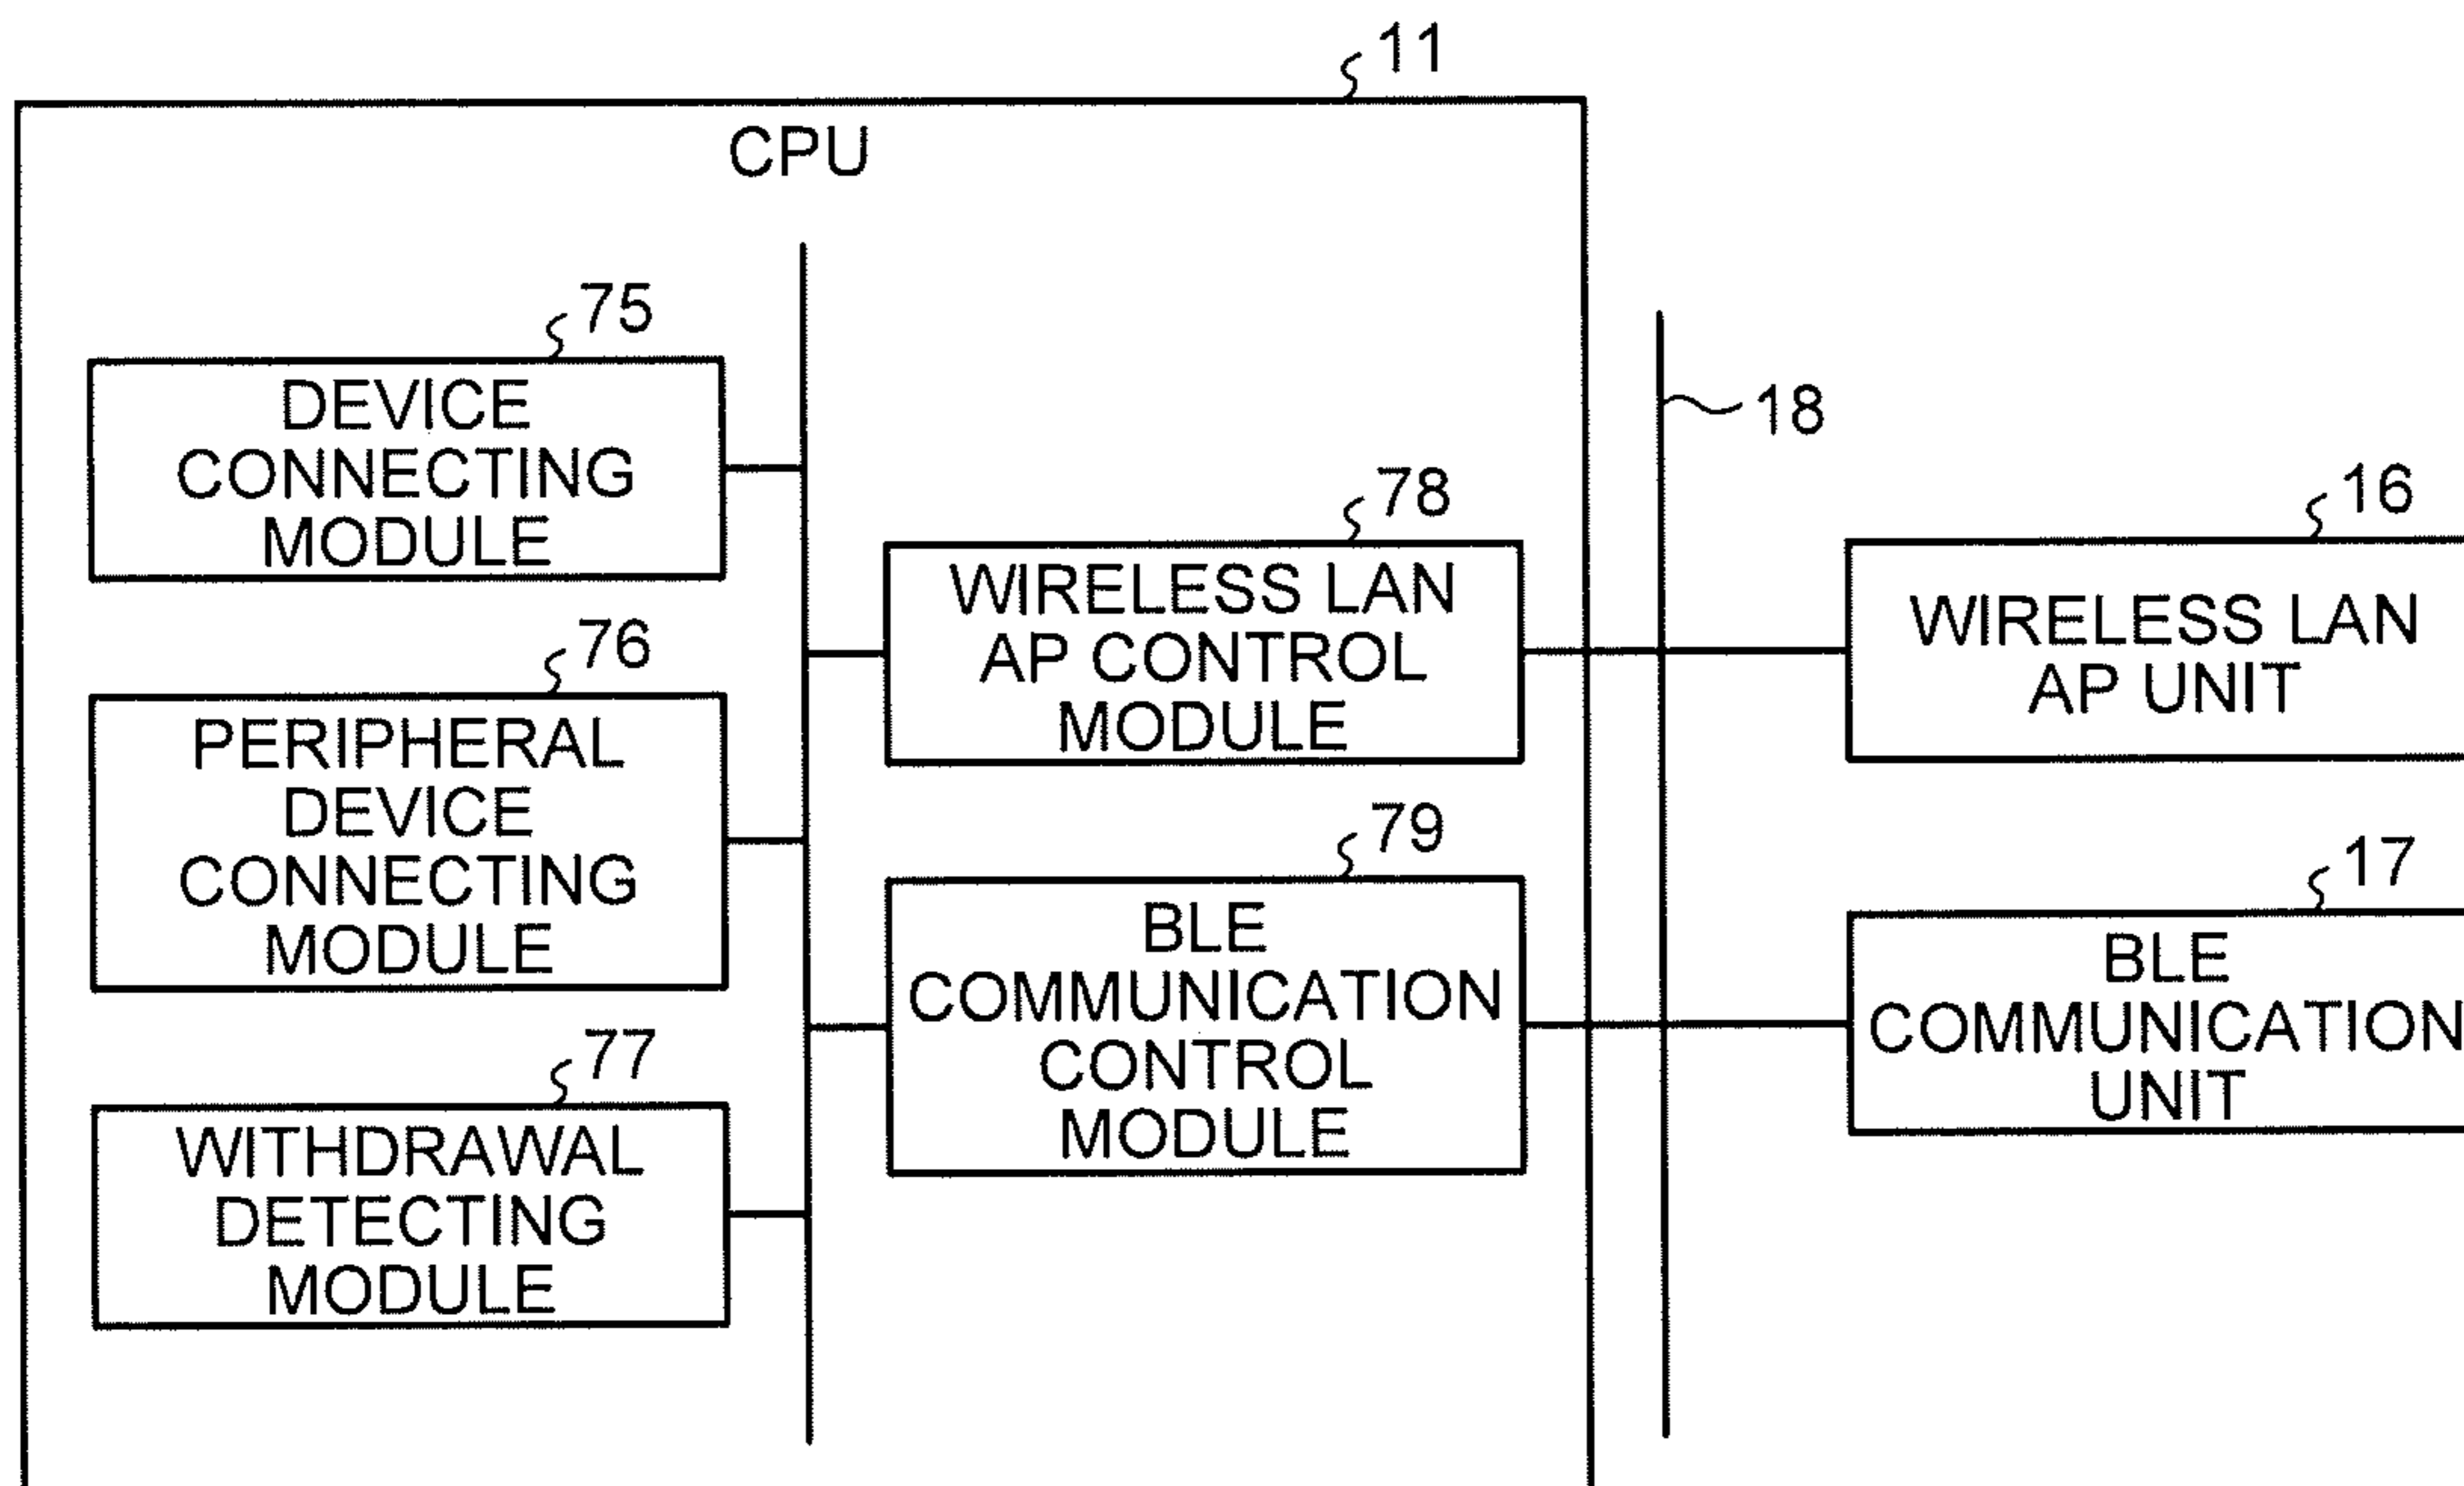 11
CPU
75
DEVICE
CONNECTING
MODULE
76
PERIPHERAL
DEVICE
CONNECTING
MODULE
77
WITHDRAWAL
DETECTING
MODULE
78
WIRELESS LAN
AP CONTROL
MODULE
79
BLE
COMMUNICATION
CONTROL
MODULE
18
16
WIRELESS LAN
AP UNIT
17
BLE
COMMUNICATION
UNIT